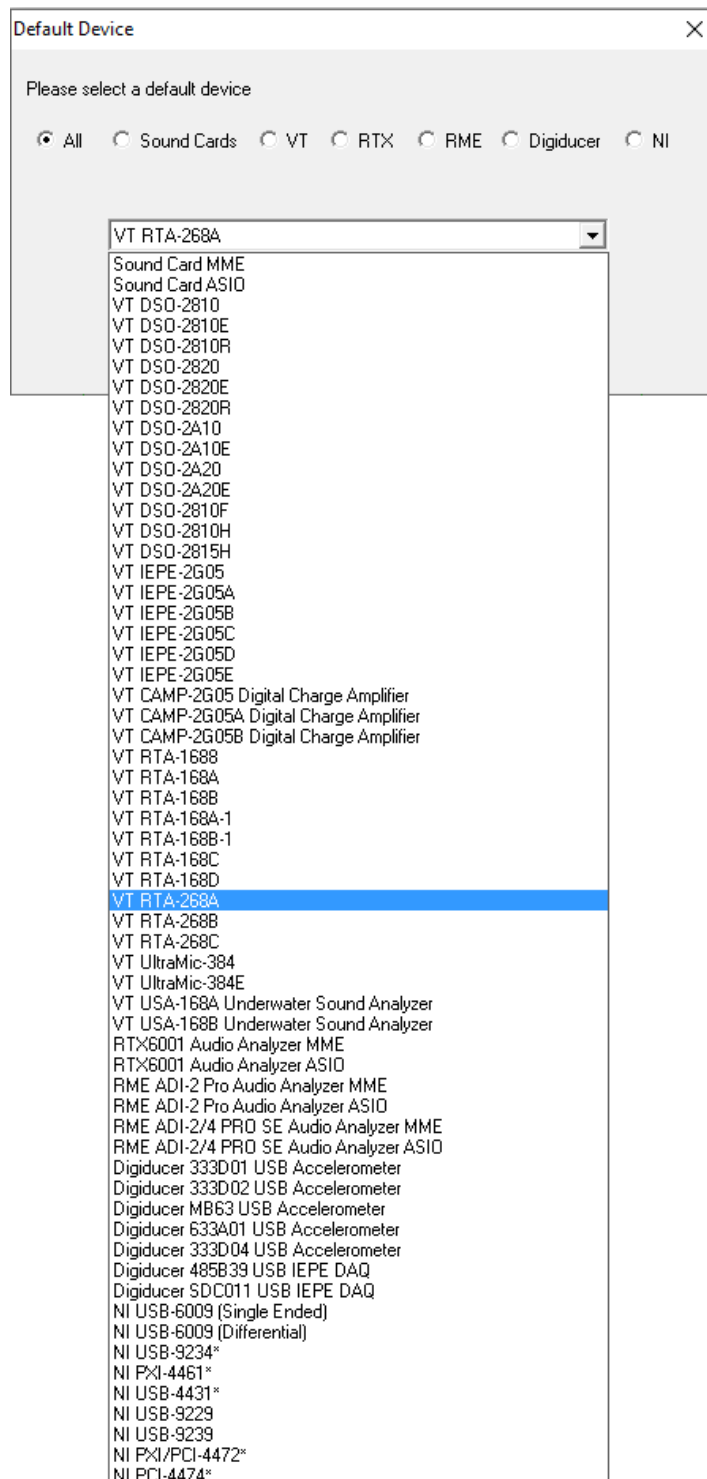 Default Device
Please select a default device
All Sound Cards VT RTX RME Digiducer NI
VT RTA-268A
Sound Card MME
Sound Card ASIO
VT DSO-2810
VT DSO-2810E
VT DSO-2810R
VT DSO-2820
VT DSO-2820E
VT DSO-2820R
VT DSO-2A10
VT DSO-2A10E
VT DSO-2A20
VT DSO-2A20E
VT DSO-2810F
VT DSO-2810H
VT DSO-2815H
VT IEPE-2G05
VT IEPE-2G05A
VT IEPE-2G05B
VT IEPE-2G05C
VT IEPE-2G05D
VT IEPE-2G05E
VT CAMP-2G05 Digital Charge Amplifier
VT CAMP-2G05A Digital Charge Amplifier
VT CAMP-2G05B Digital Charge Amplifier
VT RTA-1688
VT RTA-168A
VT RTA-168B
VT RTA-168A-1
VT RTA-168B-1
VT RTA-168C
VT RTA-168D
VT RTA-268A
VT RTA-268B
VT RTA-268C
VT UltraMic-384
VT UltraMic-384E
VT USA-168A Underwater Sound Analyzer
VT USA-168B Underwater Sound Analyzer
RTX6001 Audio Analyzer MME
RTX6001 Audio Analyzer ASIO
RME ADI-2 Pro Audio Analyzer MME
RME ADI-2 Pro Audio Analyzer ASIO
RME ADI-2/4 PRO SE Audio Analyzer MME
RME ADI-2/4 PRO SE Audio Analyzer ASIO
Digiducer 333D01 USB Accelerometer
Digiducer 333D02 USB Accelerometer
Digiducer MB63 USB Accelerometer
Digiducer 633A01 USB Accelerometer
Digiducer 333D04 USB Accelerometer
Digiducer 485B39 USB IEPE DAQ
Digiducer SDC011 USB IEPE DAQ
NI USB-6009 (Single Ended)
NI USB-6009 (Differential)
NI USB-9234*
NI PXI-4461*
NI USB-4431*
NI USB-9229
NI USB-9239
NI PXI/PCI-4472*
NI PCI-4474*